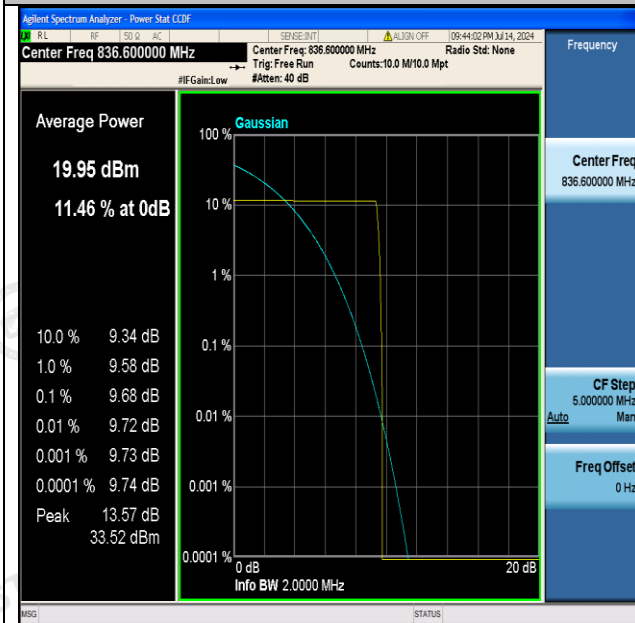 Agilent Spectrum Analyzer - Power Stat CCDF
RL RF 50 Ω AC SENSE:INT ALIGN OFF 09:44:02 PM Jul 14, 2024
Center Freq 836.600000 MHz
Center Freq: 836.600000 MHz Radio Std: None
Trig: Free Run Counts:10.0 M/10.0 Mpt
#IFGain:Low #Atten: 40 dB
Frequency
Average Power
19.95 dBm
11.46 % at 0dB
10.0 % 9.34 dB
1.0 % 9.58 dB
0.1 % 9.68 dB
0.01 % 9.72 dB
0.001 % 9.73 dB
0.0001 % 9.74 dB
Peak 13.57 dB
33.52 dBm
Gaussian
100 %
10 %
1 %
0.1 %
0.01 %
0.001 %
0.0001 %
0 dB 20 dB
Info BW 2.0000 MHz
Center Freq
836.600000 MHz
CF Step
5.000000 MHz
Auto Man
Freq Offset
0 Hz
MSG STATUS